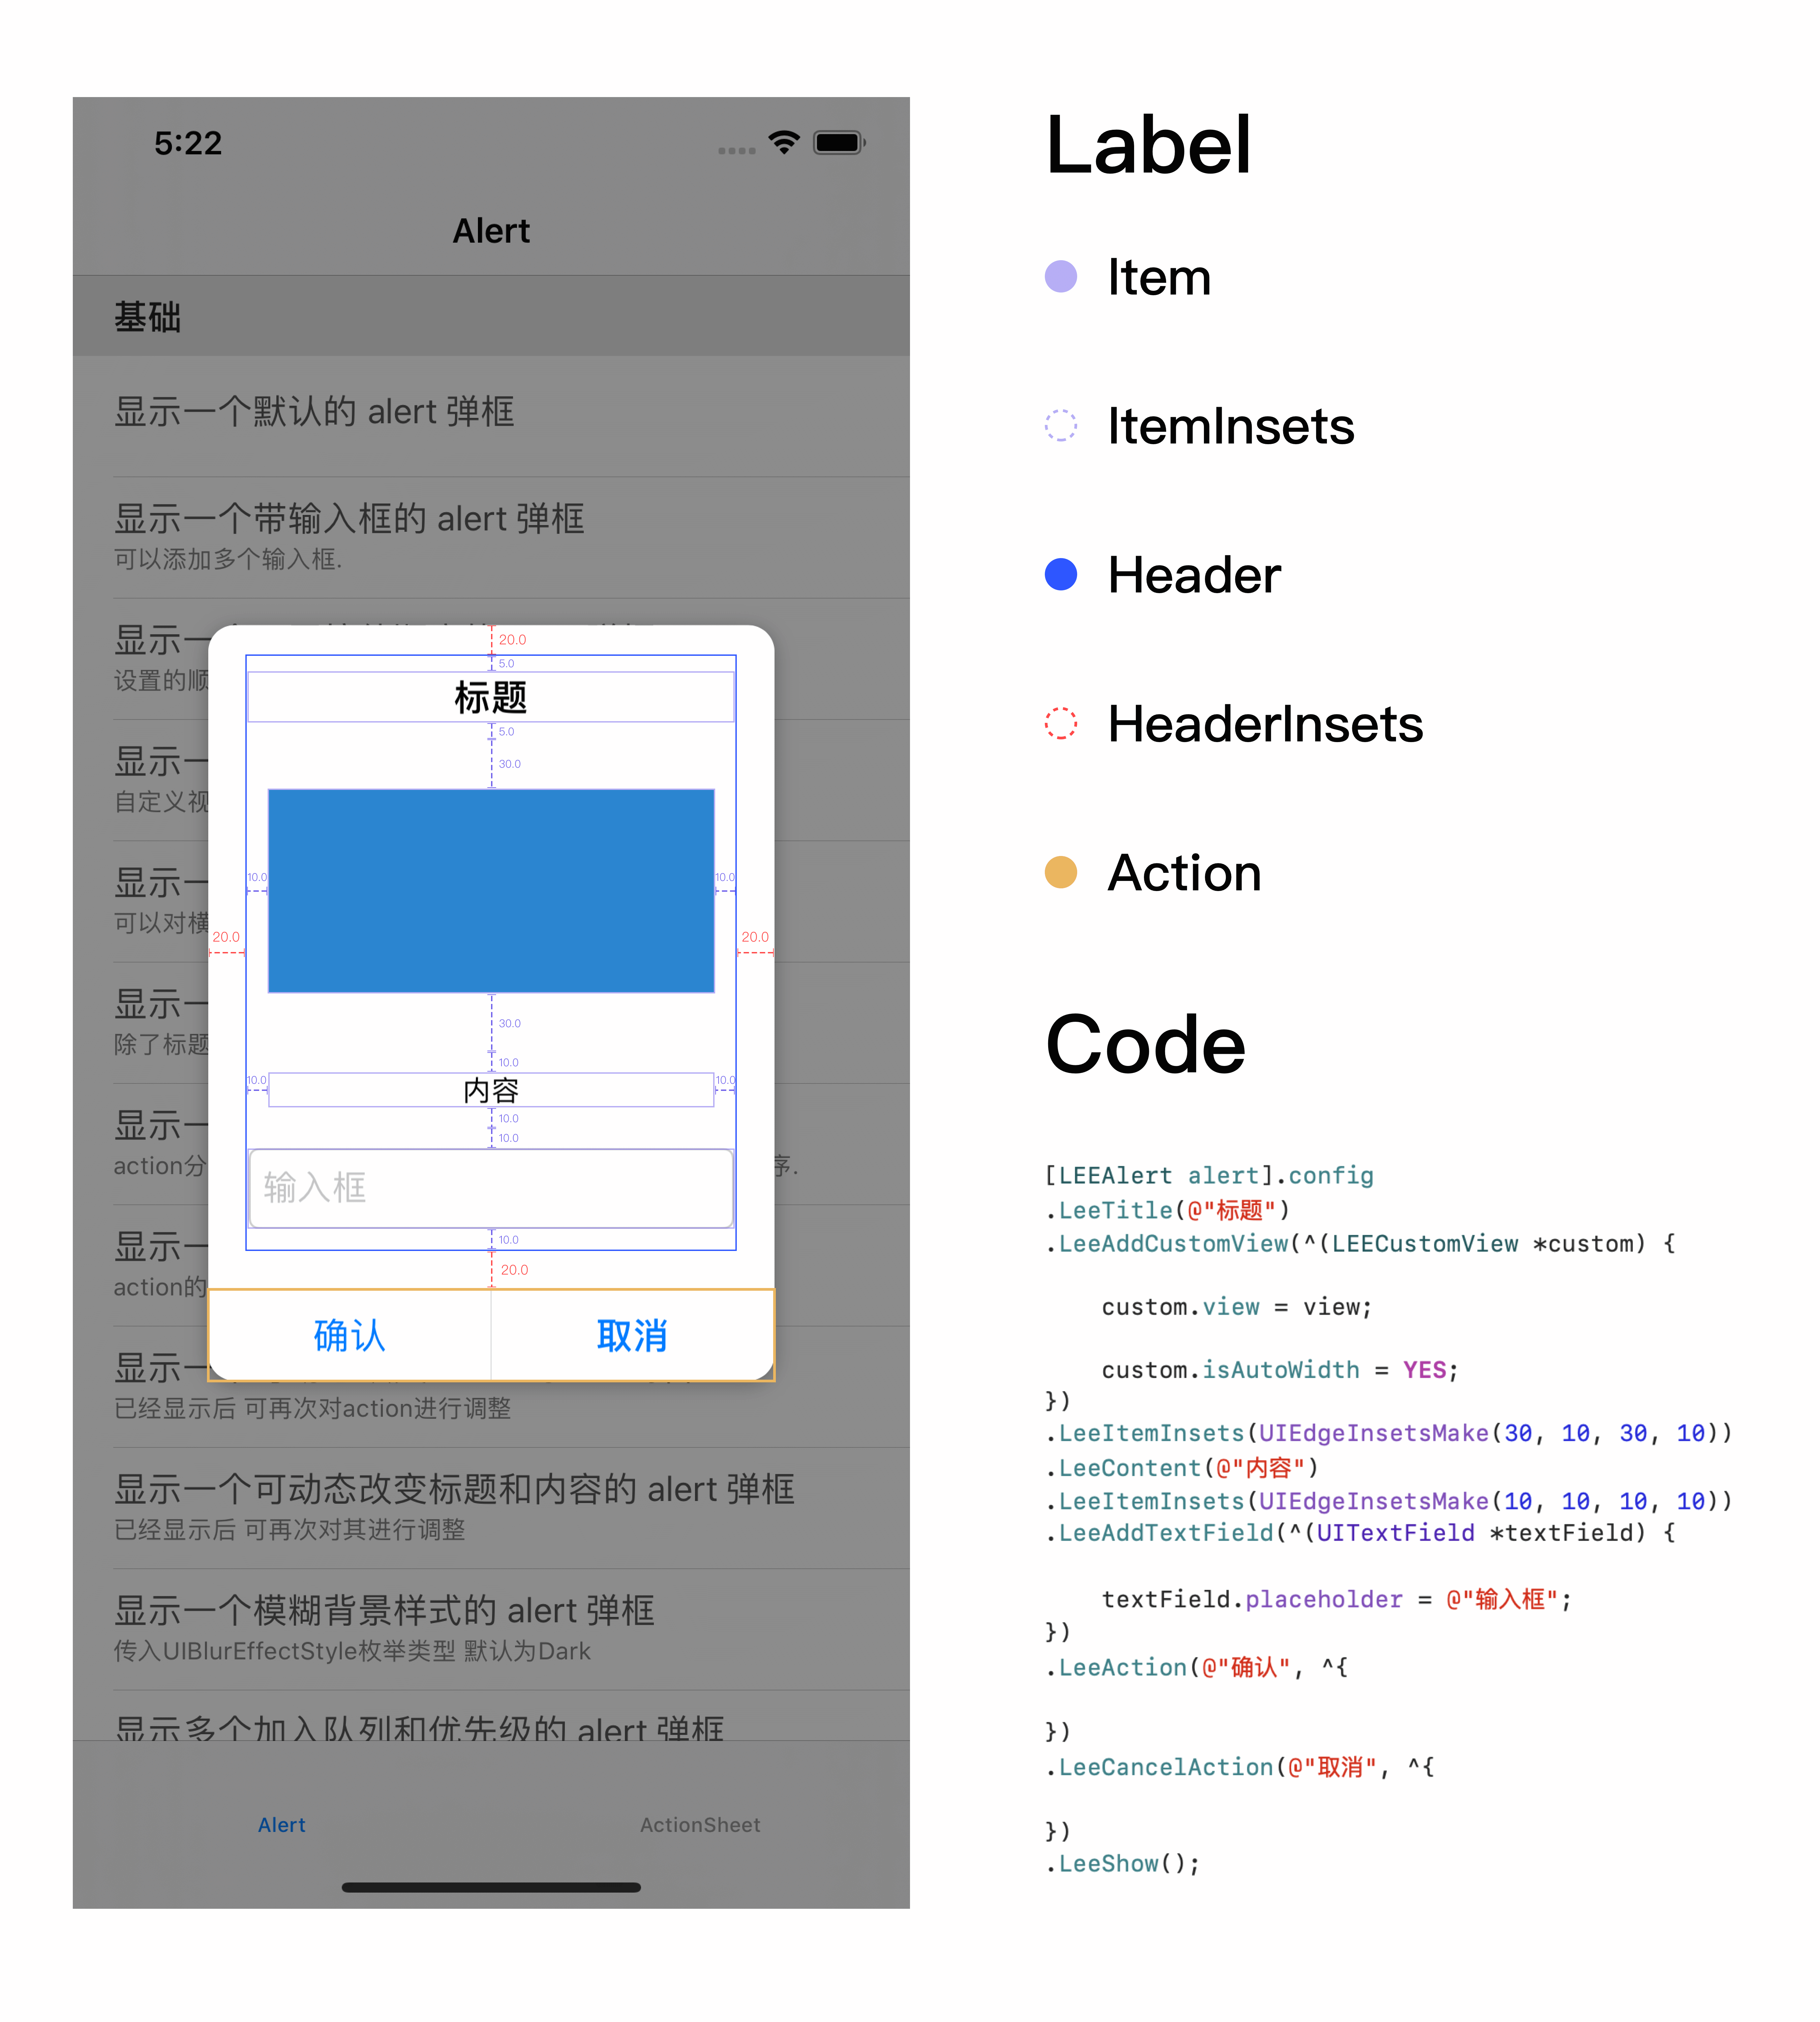 5:22
Alert
基础
显示一个默认的 alert 弹框
显示一个带输入框的 alert 弹框
可以添加多个输入框.
显示一
设置的顺
显示一
自定义视
显示一
可以对横
显示一
除了标题
显示一
action分
序.
显示一
action的
显示一
已经显示后 可再次对action进行调整
显示一个可动态改变标题和内容的 alert 弹框
已经显示后 可再次对其进行调整
显示一个模糊背景样式的 alert 弹框
传入UIBlurEffectStyle枚举类型 默认为Dark
显示多个加入队列和优先级的 alert 弹框
Alert
ActionSheet
20.0
5.0
标题
5.0
30.0
10.0
10.0
20.0
20.0
30.0
10.0
10.0
10.0
内容
10.0
10.0
输入框
10.0
20.0
确认
取消
Label
Item
ItemInsets
Header
HeaderInsets
Action
Code
[LEEAlert alert].config
.LeeTitle(@"标题")
.LeeAddCustomView(^(LEECustomView *custom) {
custom.view = view;
custom.isAutoWidth = YES;
})
.LeeItemInsets(UIEdgeInsetsMake(30, 10, 30, 10))
.LeeContent(@"内容")
.LeeItemInsets(UIEdgeInsetsMake(10, 10, 10, 10))
.LeeAddTextField(^(UITextField *textField) {
textField.placeholder = @"输入框";
})
.LeeAction(@"确认", ^{
})
.LeeCancelAction(@"取消", ^{
})
.LeeShow();